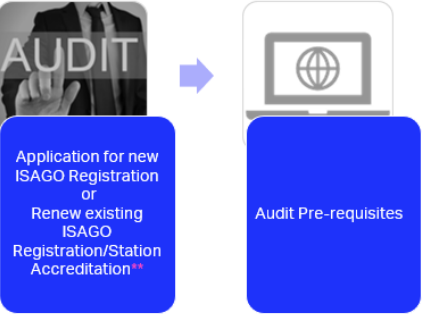 AUDIT
Application for new
ISAGO Registration
or
Renew existing
ISAGO
Registration/Station
Accreditation**
Audit Pre-requisites